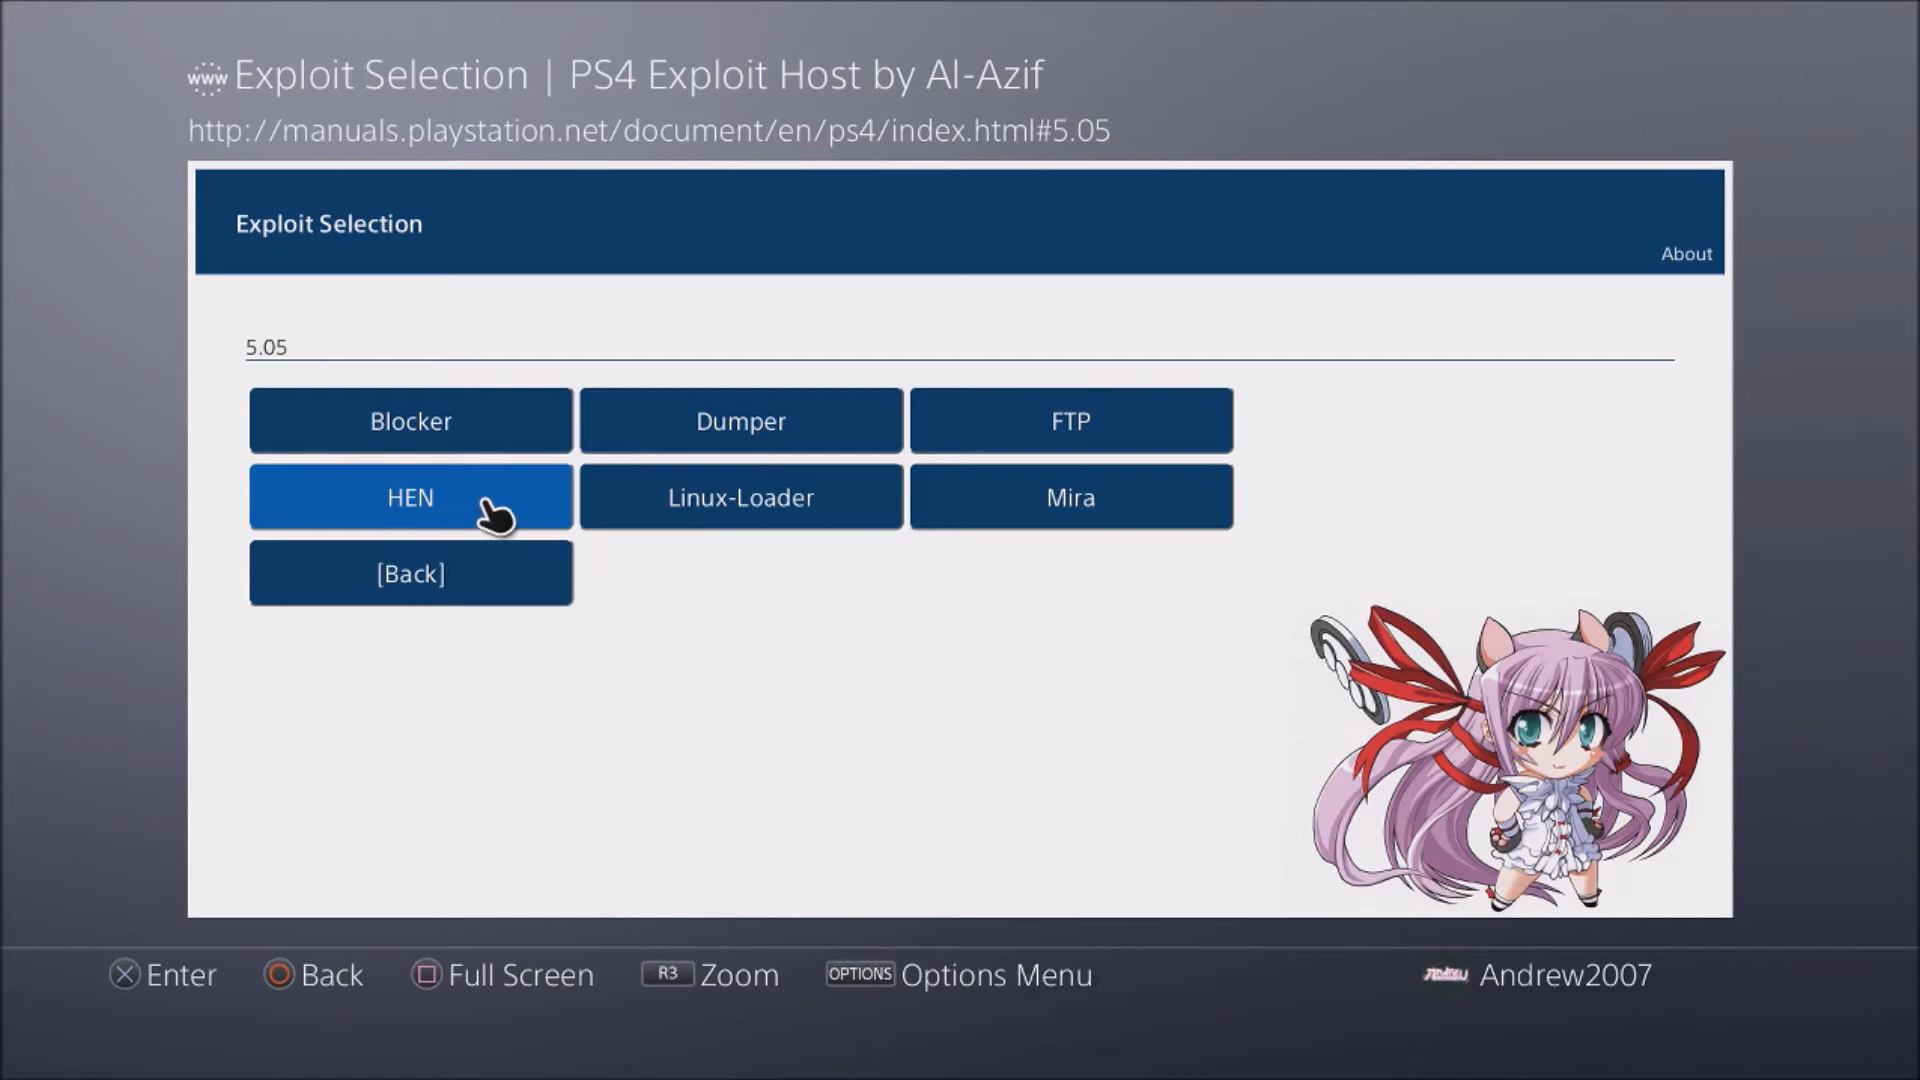 www Exploit Selection | PS4 Exploit Host by Al-Azif
http://manuals.playstation.net/document/en/ps4/index.html#5.05
Exploit Selection
About
5.05
Blocker Dumper FTP
HEN Linux-Loader Mira
[Back]
Enter Back Full Screen R3 Zoom OPTIONS Options Menu Andrew2007